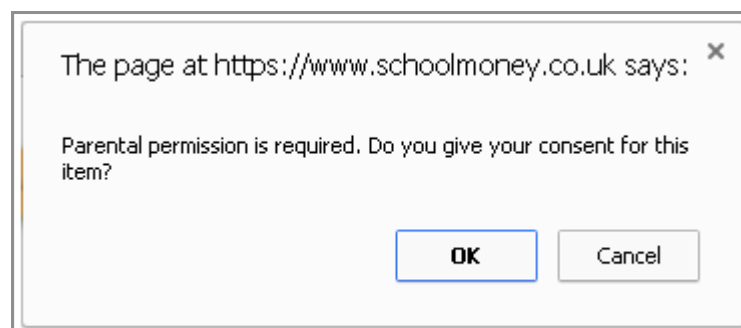 The page at https://www.schoolmoney.co.uk says:
Parental permission is required. Do you give your consent for this
item?
OK
Cancel